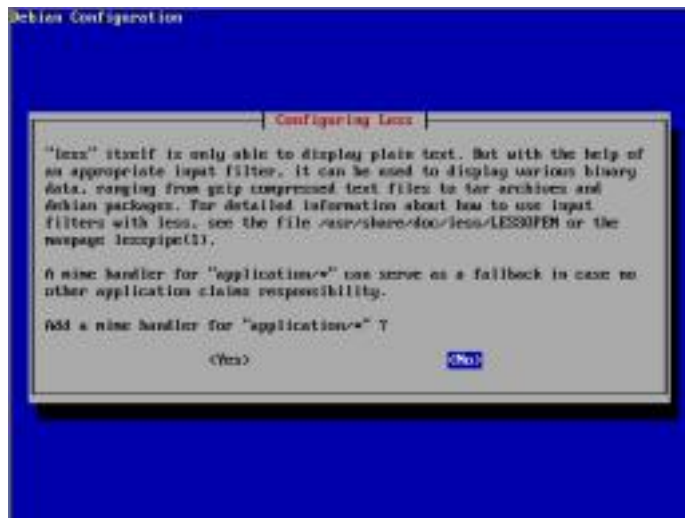 Debian Configuration
Configuring Less
"less" itself is only able to display plain text. But with the help of
an appropriate input filter, it can be used to display various binary
data, ranging from gzip compressed text files to tar archives and
debian packages. For detailed information about how to use input
filters with less, see the file /usr/share/doc/less/LESSOPEN or the
manpage lesspipe(1).
A mime handler for "application/*" can serve as a fallback in case no
other application claims responsibility.
Add a mime handler for "application/*" ?
<Yes> <No>